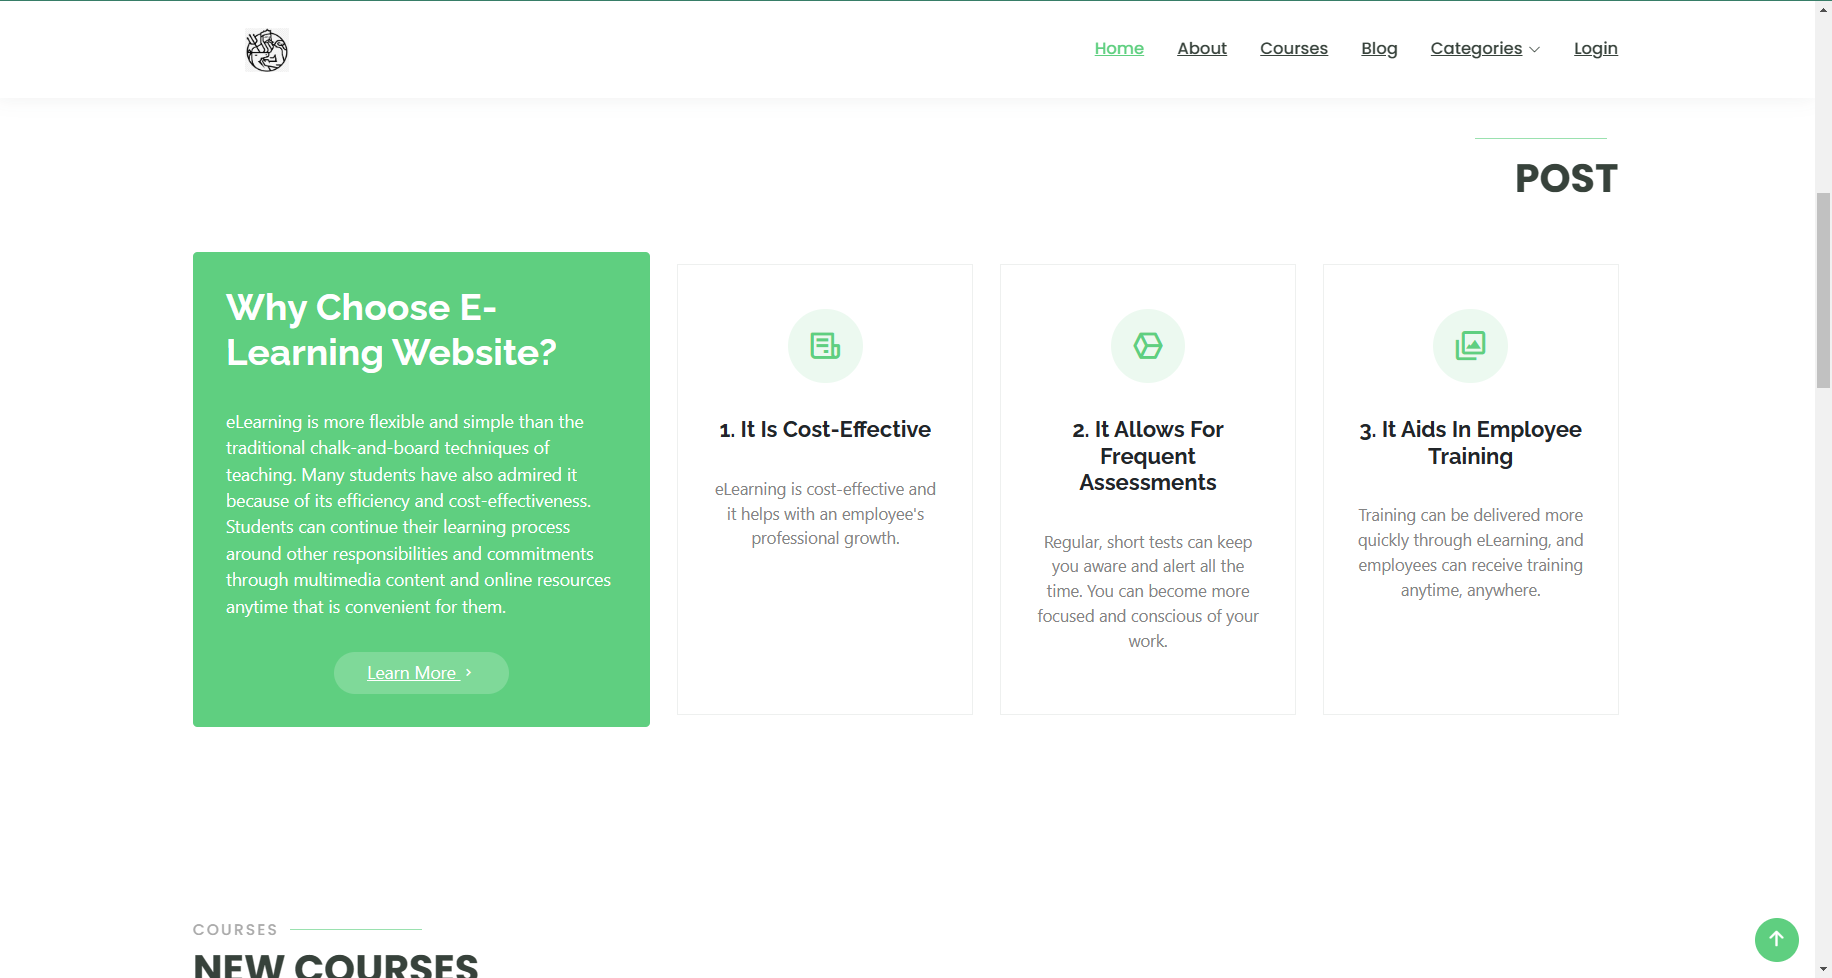 Home About Courses Blog Categories Login
POST
Why Choose E-
Learning Website?
eLearning is more flexible and simple than the
traditional chalk-and-board techniques of
teaching. Many students have also admired it
because of its efficiency and cost-effectiveness.
Students can continue their learning process
around other responsibilities and commitments
through multimedia content and online resources
anytime that is convenient for them.
Learn More
1. It Is Cost-Effective
eLearning is cost-effective and
it helps with an employee's
professional growth.
2. It Allows For
Frequent
Assessments
Regular, short tests can keep
you aware and alert all the
time. You can become more
focused and conscious of your
work.
3. It Aids In Employee
Training
Training can be delivered more
quickly through eLearning, and
employees can receive training
anytime, anywhere.
COURSES
NEW COURSES